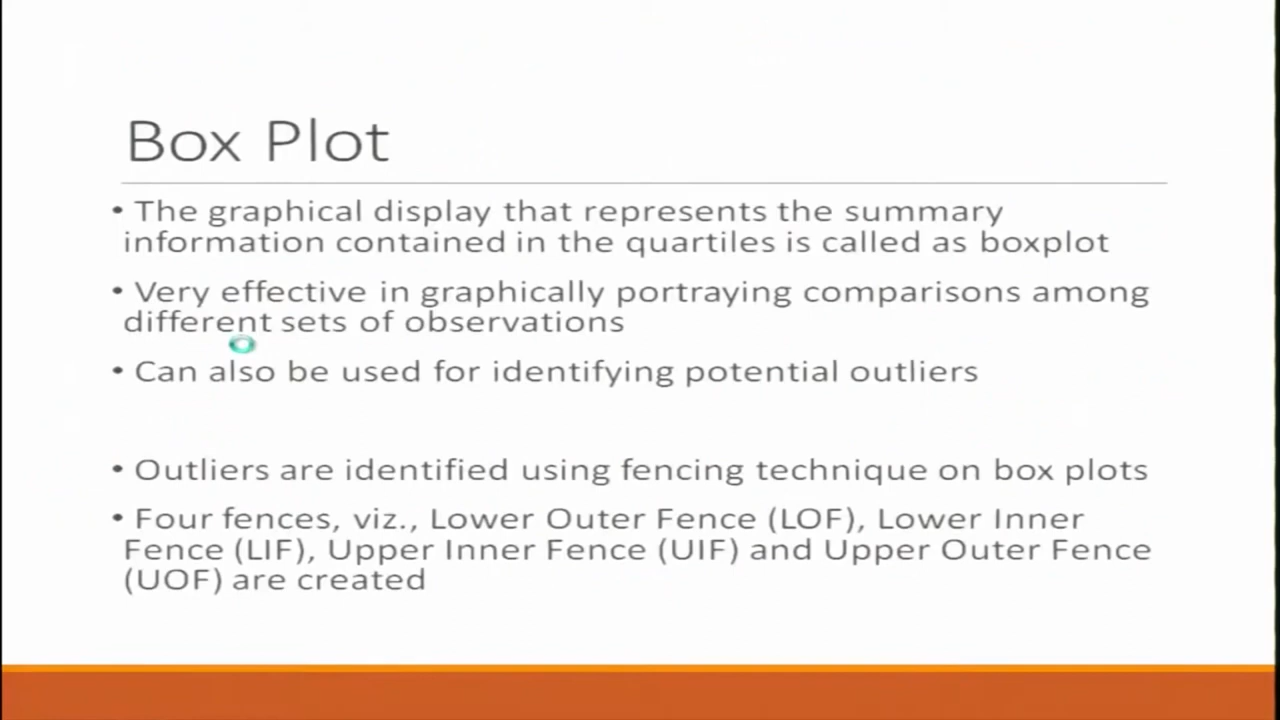 Box Plot
• The graphical display that represents the summary
information contained in the quartiles is called as boxplot
• Very effective in graphically portraying comparisons among
different sets of observations
• Can also be used for identifying potential outliers
• Outliers are identified using fencing technique on box plots
• Four fences, viz., Lower Outer Fence (LOF), Lower Inner
Fence (LIF), Upper Inner Fence (UIF) and Upper Outer Fence
(UOF) are created